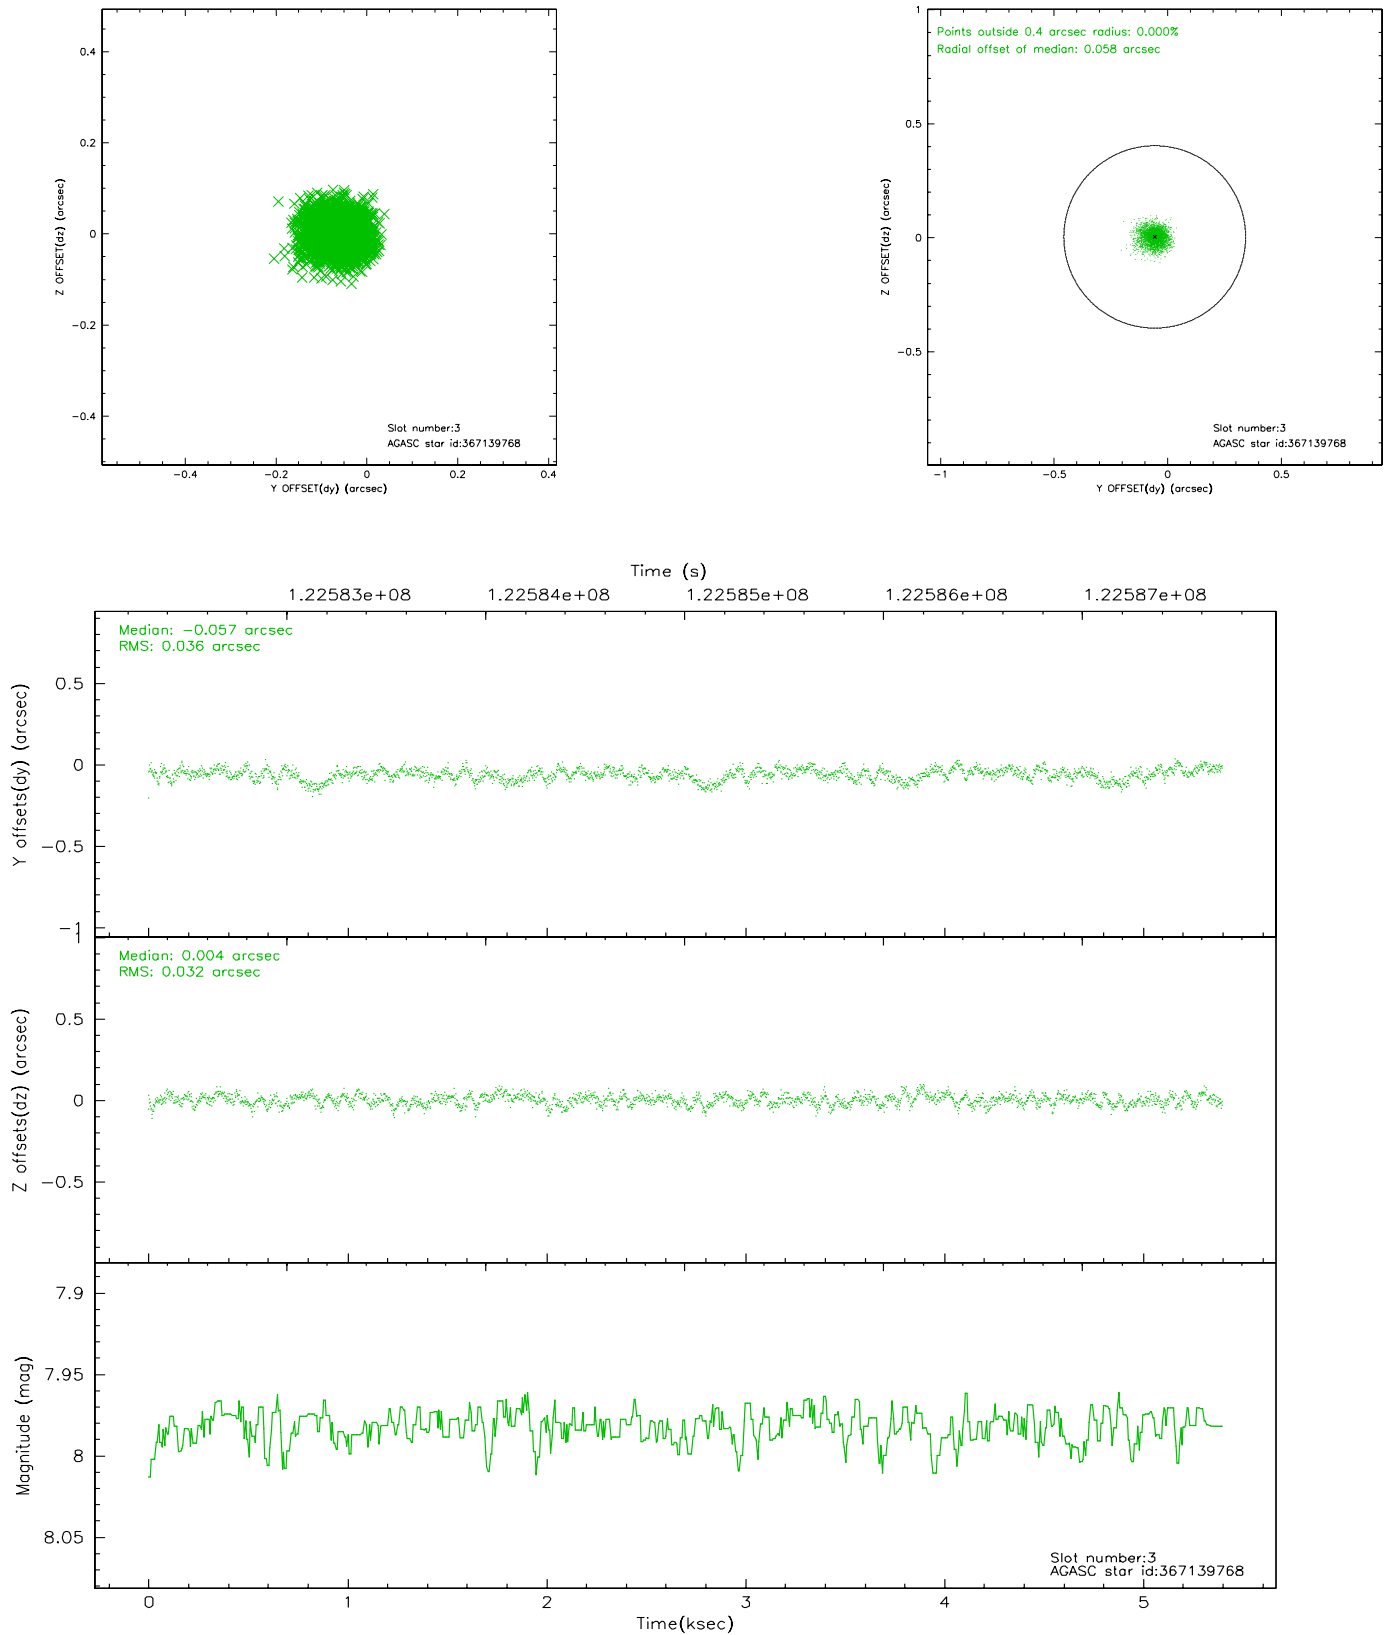 0.4
0.2
0
−0.2
−0.4
Z OFFSET(dz) (arcsec)
Slot number:3
AGASC star id:367139768
−0.4
−0.2
0
0.2
0.4
Y OFFSET(dy) (arcsec)
Points outside 0.4 arcsec radius: 0.000%
Radial offset of median: 0.058 arcsec
1
0.5
0
−0.5
Z OFFSET(dz) (arcsec)
Slot number:3
AGASC star id:367139768
−1
−0.5
0
0.5
Y OFFSET(dy) (arcsec)
Time (s)
1.22583e+08
1.22584e+08
1.22585e+08
1.22586e+08
1.22587e+08
Median: −0.057 arcsec
RMS: 0.036 arcsec
0.5
0
−0.5
−1
Y offsets(dy) (arcsec)
Median: 0.004 arcsec
RMS: 0.032 arcsec
1
0.5
0
−0.5
Z offsets(dz) (arcsec)
7.9
7.95
8
8.05
Magnitude (mag)
Slot number:3
AGASC star id:367139768
0
1
2
3
4
5
Time(ksec)